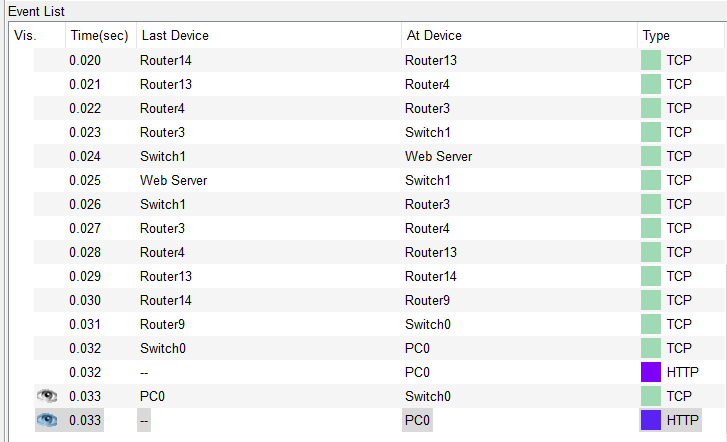 Event List
Vis. Time(sec) Last Device At Device Type
0.020 Router14 Router13 TCP
0.021 Router13 Router4 TCP
0.022 Router4 Router3 TCP
0.023 Router3 Switch1 TCP
0.024 Switch1 Web Server TCP
0.025 Web Server Switch1 TCP
0.026 Switch1 Router3 TCP
0.027 Router3 Router4 TCP
0.028 Router4 Router13 TCP
0.029 Router13 Router14 TCP
0.030 Router14 Router9 TCP
0.031 Router9 Switch0 TCP
0.032 Switch0 PC0 TCP
0.032 -- PC0 HTTP
0.033 PC0 Switch0 TCP
0.033 -- PC0 HTTP